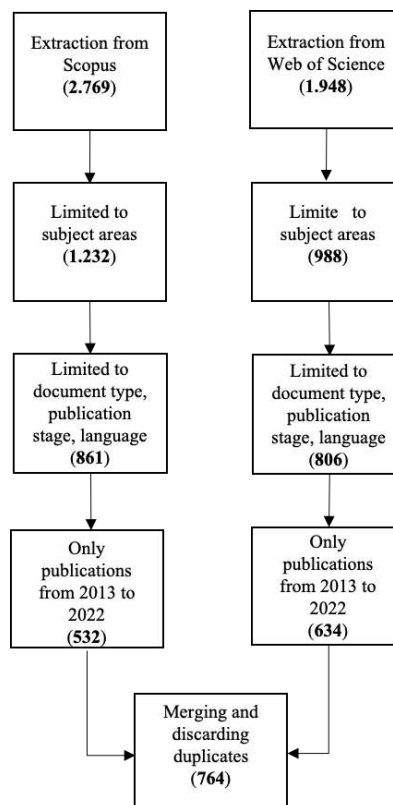 Extraction from
Scopus
(2.769)
Extraction from
Web of Science
(1.948)
Limited to
subject areas
(1.232)
Limite to
subject areas
(988)
Limited to
document type,
publication
stage, language
(861)
Limited to
document type,
publication
stage, language
(806)
Only
publications
from 2013 to
2022
(532)
Only
publications
from 2013 to
2022
(634)
Merging and
discarding
duplicates
(764)